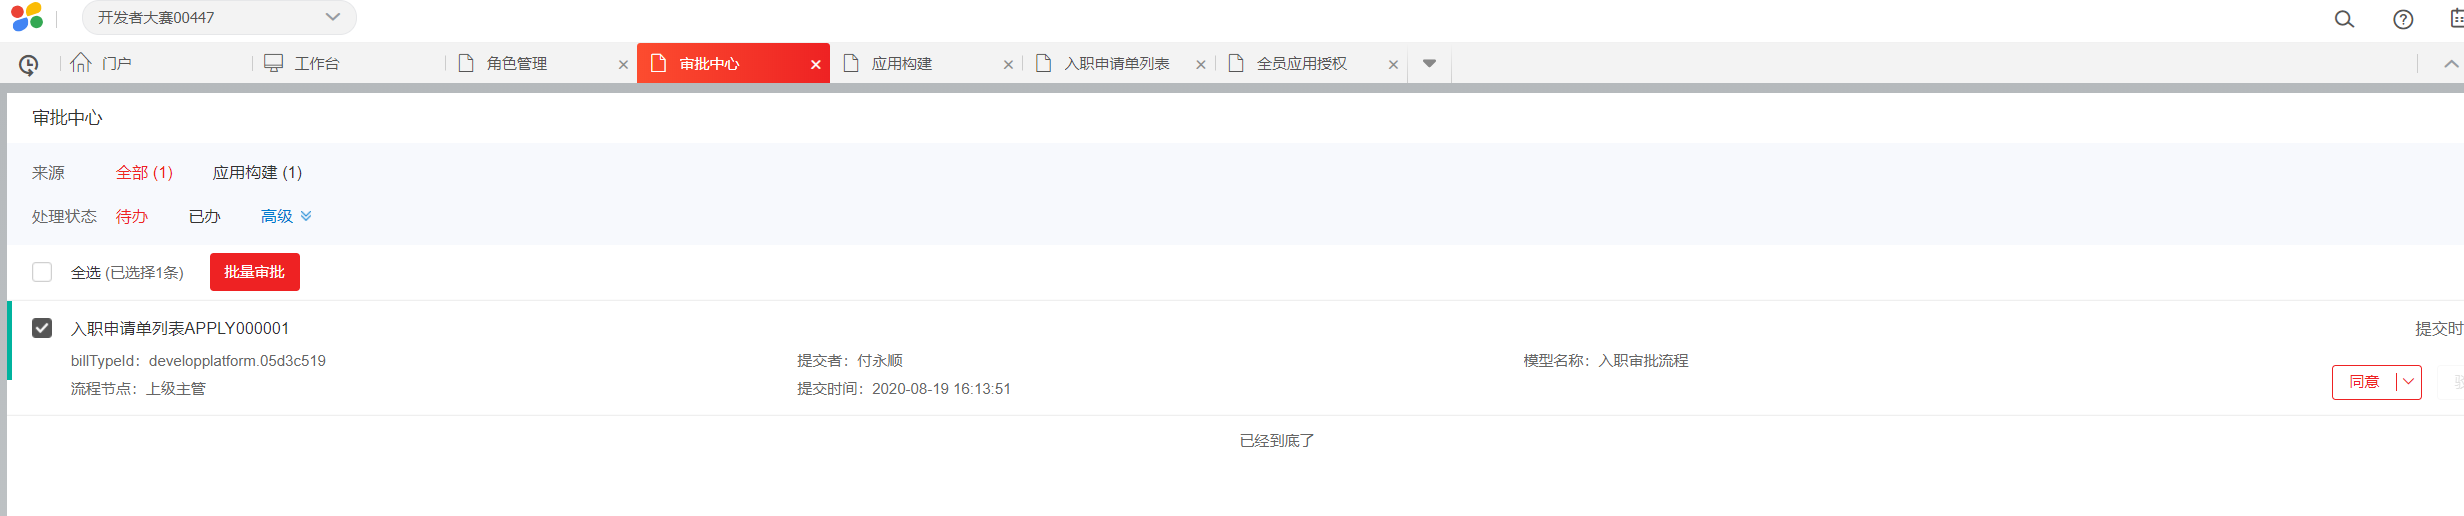 开发者大赛00447
门户
工作台
角色管理
审批中心
应用构建
入职申请单列表
全员应用授权
审批中心
来源 全部 (1) 应用构建 (1)
处理状态 待办 已办 高级
全选 (已选择1条) 批量审批
入职申请单列表APPLY000001 提交时
billTypeId: developplatform.05d3c519 提交者: 付永顺 模型名称: 入职审批流程
流程节点: 上级主管 提交时间: 2020-08-19 16:13:51 同意
已经到底了